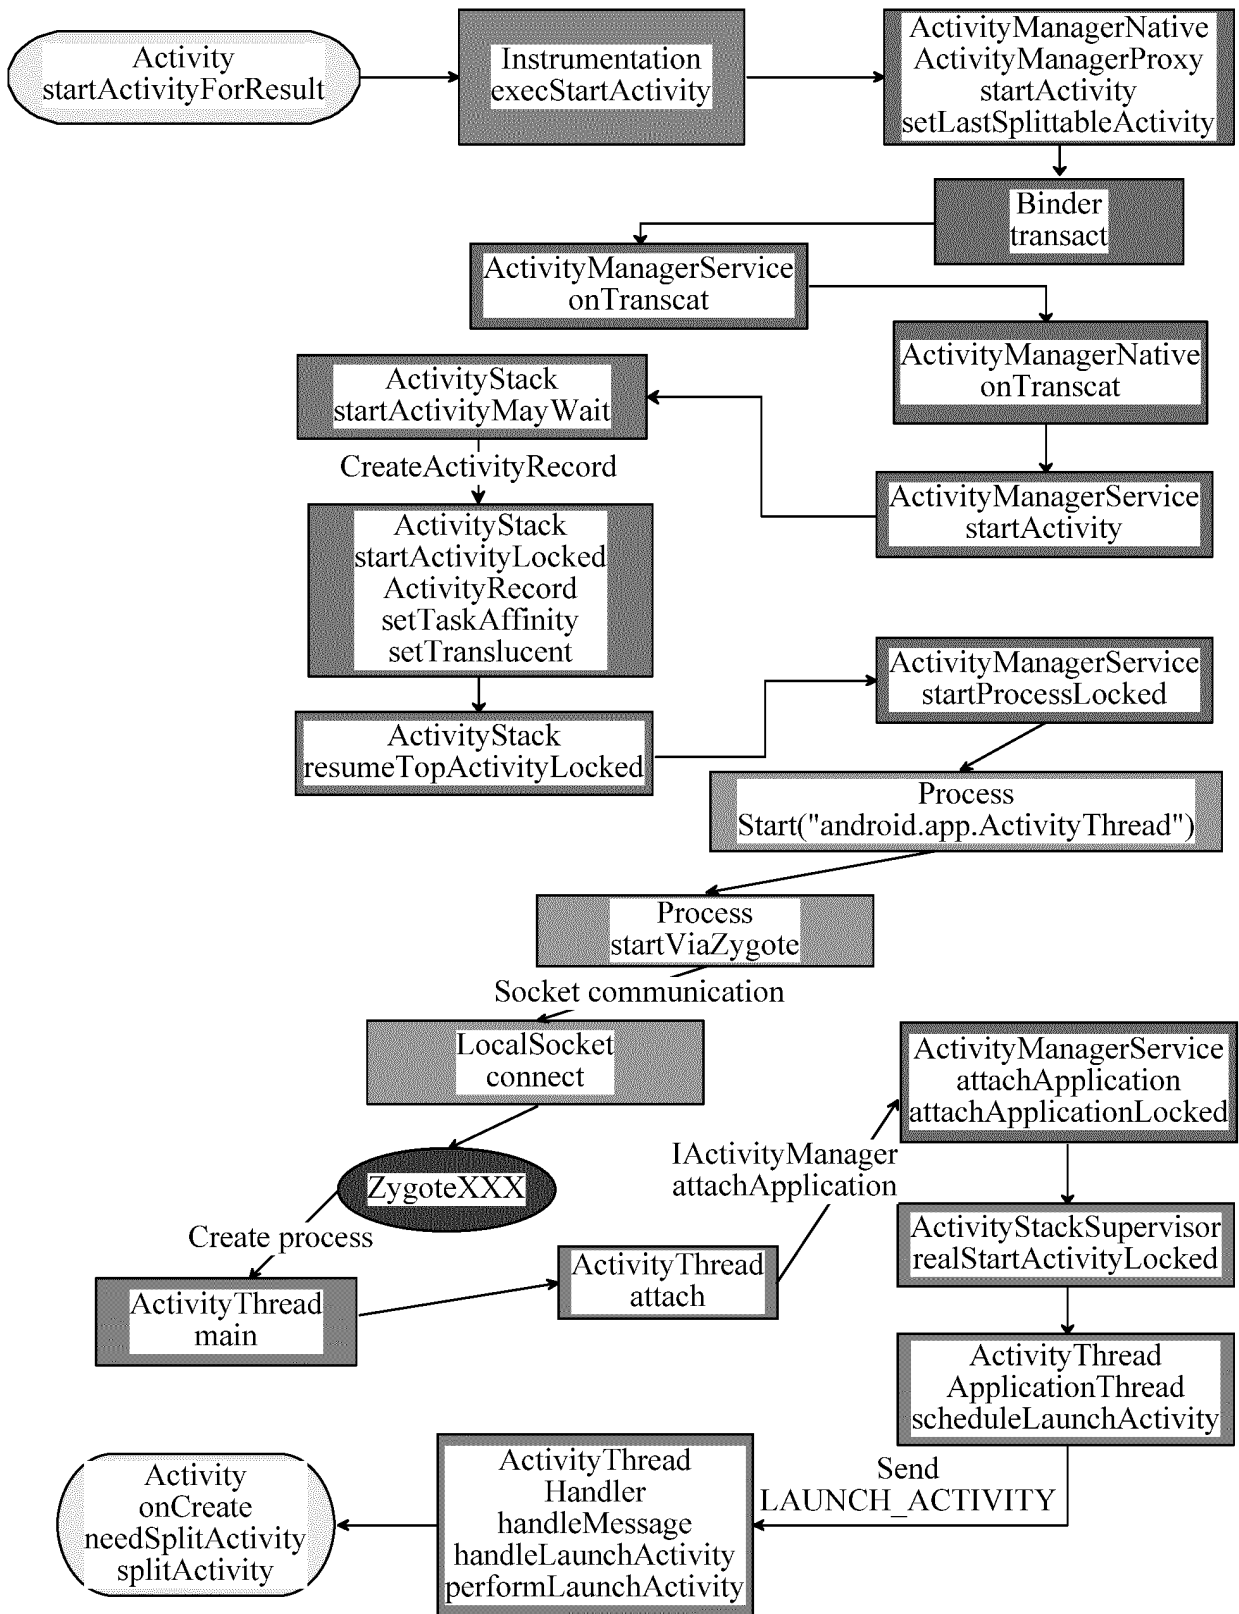 Activity
startActivityForResult
Instrumentation
execStartActivity
ActivityManagerNative
ActivityManagerProxy
startActivity
setLastSplittableActivity
Binder
transact
ActivityManagerService
onTranscat
ActivityManagerNative
onTranscat
ActivityStack
startActivityMayWait
CreateActivityRecord
ActivityManagerService
startActivity
ActivityStack
startActivityLocked
ActivityRecord
setTaskAffinity
setTranslucent
ActivityStack
resumeTopActivityLocked
ActivityManagerService
startProcessLocked
Process
Start("android.app.ActivityThread")
Process
startViaZygote
Socket communication
LocalSocket
connect
ZygoteXXX
Create process
ActivityThread
main
ActivityThread
attach
IActivityManager
attachApplication
ActivityManagerService
attachApplication
attachApplicationLocked
ActivityStackSupervisor
realStartActivityLocked
ActivityThread
ApplicationThread
scheduleLaunchActivity
Send
LAUNCH_ACTIVITY
ActivityThread
Handler
handleMessage
handleLaunchActivity
performLaunchActivity
Activity
onCreate
needSplitActivity
splitActivity